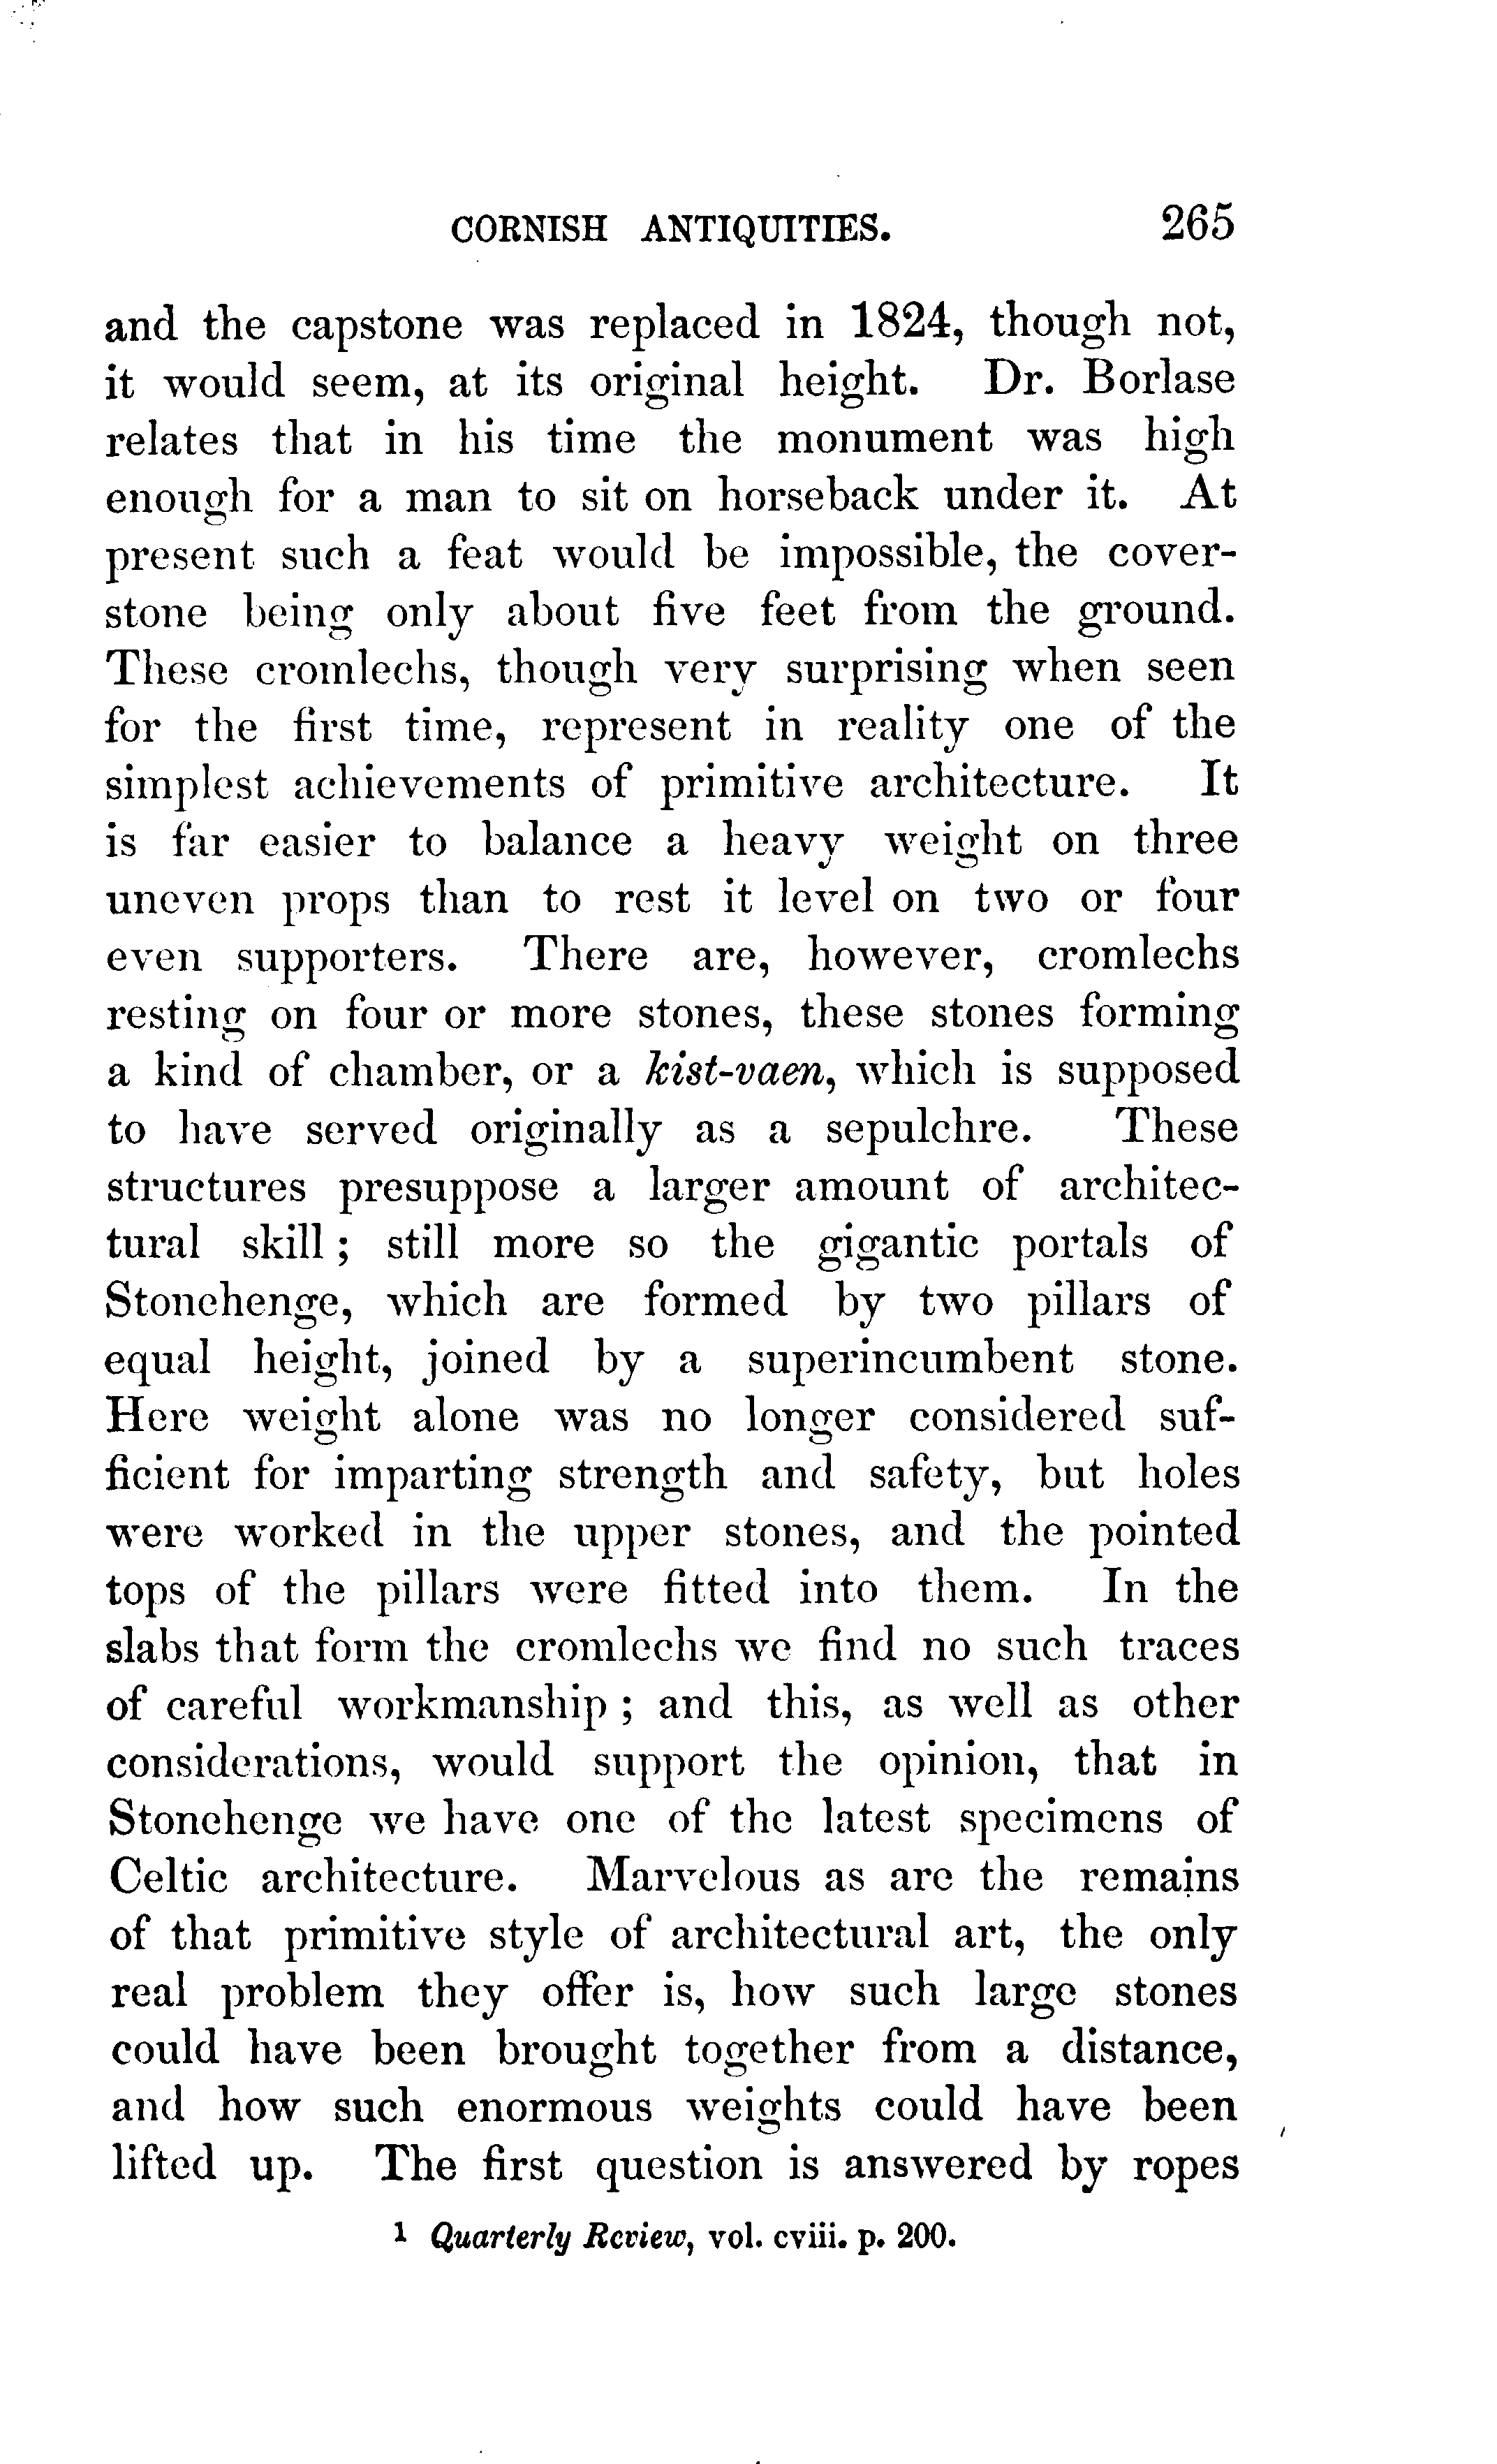 CORNISH ANTIQUITIES. 265
and the capstone was replaced in 1824, though not,
it would seem, at its original height. Dr. Borlase
relates that in his time the monument was high
enough for a man to sit on horseback under it. At
present such a feat would be impossible, the cover-
stone being only about five feet from the ground.
These cromlechs, though very surprising when seen
for the first time, represent in reality one of the
simplest achievements of primitive architecture. It
is far easier to balance a heavy weight on three
uneven props than to rest it level on two or four
even supporters. There are, however, cromlechs
resting on four or more stones, these stones forming
a kind of chamber, or a kist-vaen, which is supposed
to have served originally as a sepulchre. These
structures presuppose a larger amount of architec-
tural skill ; still more so the gigantic portals of
Stonehenge, which are formed by two pillars of
equal height, joined by a superincumbent stone.
Here weight alone was no longer considered suf-
ficient for imparting strength and safety, but holes
were worked in the upper stones, and the pointed
tops of the pillars were fitted into them. In the
slabs that form the cromlechs we find no such traces
of careful workmanship ; and this, as well as other
considerations, would support the opinion, that in
Stonehenge we have one of the latest specimens of
Celtic architecture. Marvelous as are the remains
of that primitive style of architectural art, the only
real problem they offer is, how such large stones
could have been brought together from a distance,
and how such enormous weights could have been
lifted up. The first question is answered by ropes
1 Quarterly Review, vol. cviii. p. 200.